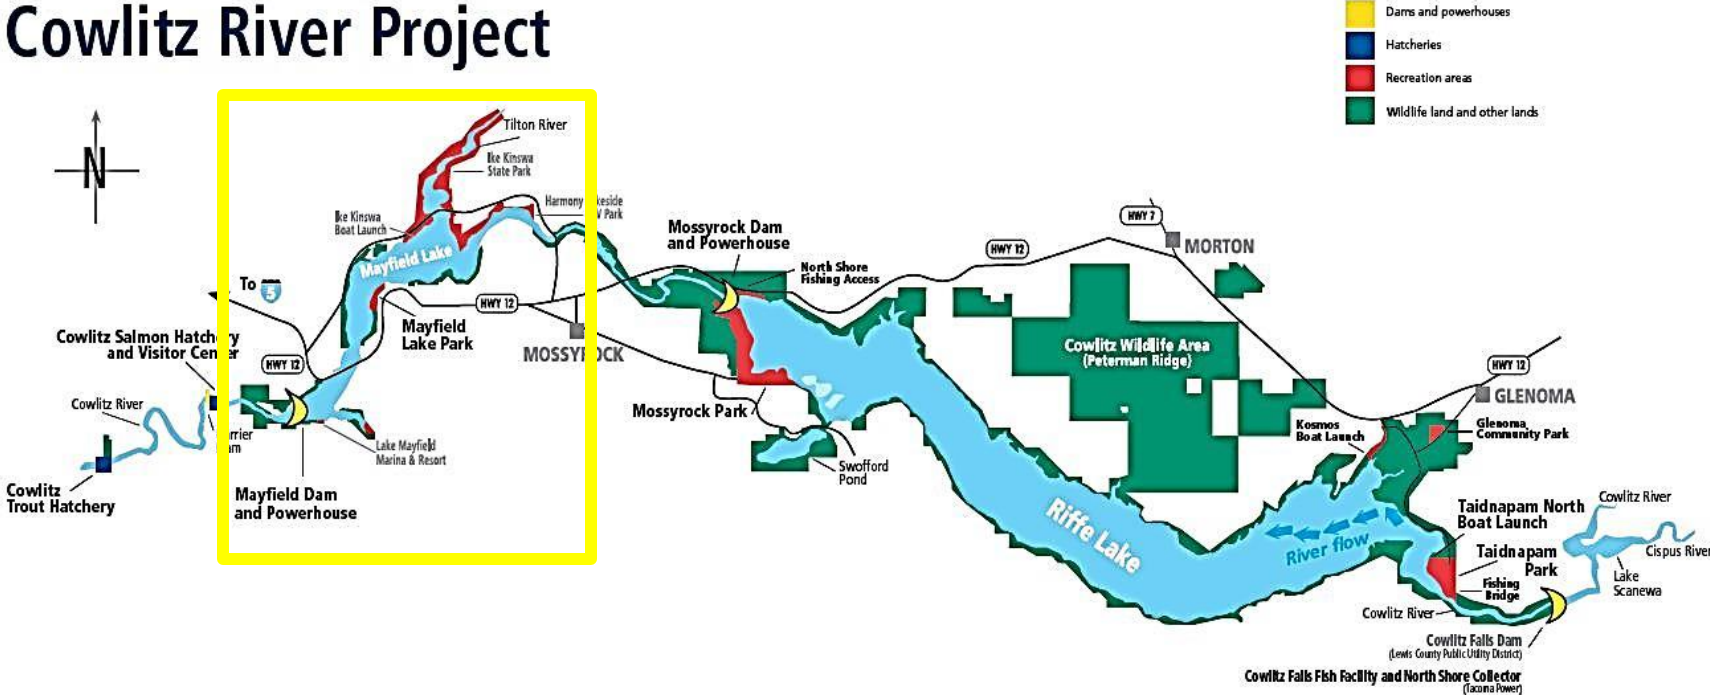 Cowlitz River Project
Dams and powerhouses
Hatcheries
Recreation areas
Wildlife land and other lands
N
Tilton River
Ike Kinswa
State Park
Ike Kinswa
Boat Launch
Harmony
keside
Park
Mayfield Lake
To 5
HWY 12
Mayfield
Lake Park
MOSSYROCK
Cowlitz Salmon Hatchery
and Visitor Center
HWY 12
Cowlitz River
Cowlitz
Trout Hatchery
Lake Mayfield
Marina & Resort
Mayfield Dam
and Powerhouse
Mossyrock Dam
and Powerhouse
North Shore
Fishing Access
Mossyrock Park
Swofford
Pond
HWY 12
HWY 7
MORTON
Cowlitz Wildlife Area
(Peterman Ridge)
HWY 12
GLENOMA
Kosmos
Boat Launch
Glenoma
Community Park
Riffe Lake
River flow
Taidnapam North
Boat Launch
Taidnapam
Park
Fishing
Bridge
Cowlitz River
Cowlitz River
Cispus River
Lake
Scanewa
Cowlitz Falls Dam
(Lewis County Public Utility District)
Cowlitz Falls Fish Facility and North Shore Collector
(Tacoma Power)